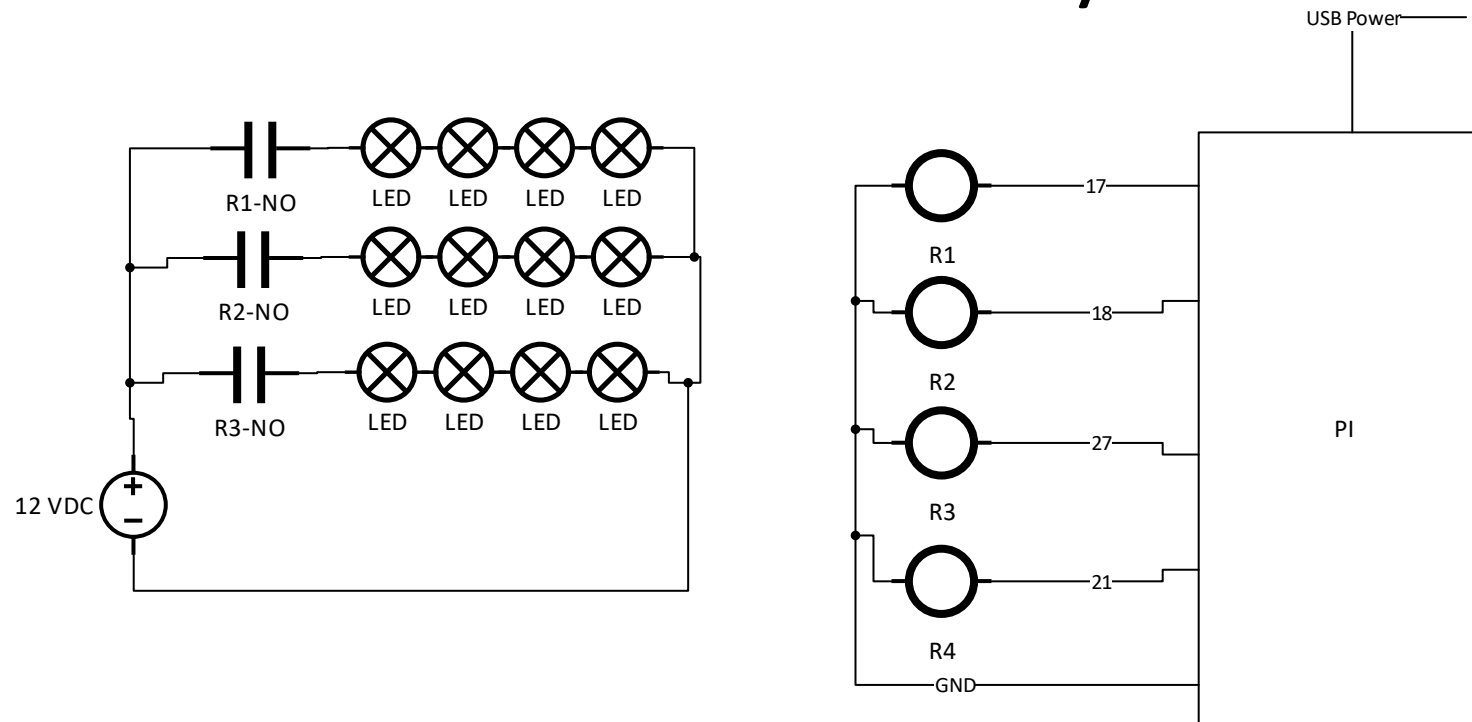 USB Power
R1-NO
LED LED LED LED
R2-NO
LED LED LED LED
R3-NO
LED LED LED LED
12 VDC
+
−
17
R1
18
R2
27
R3
21
R4
GND
PI